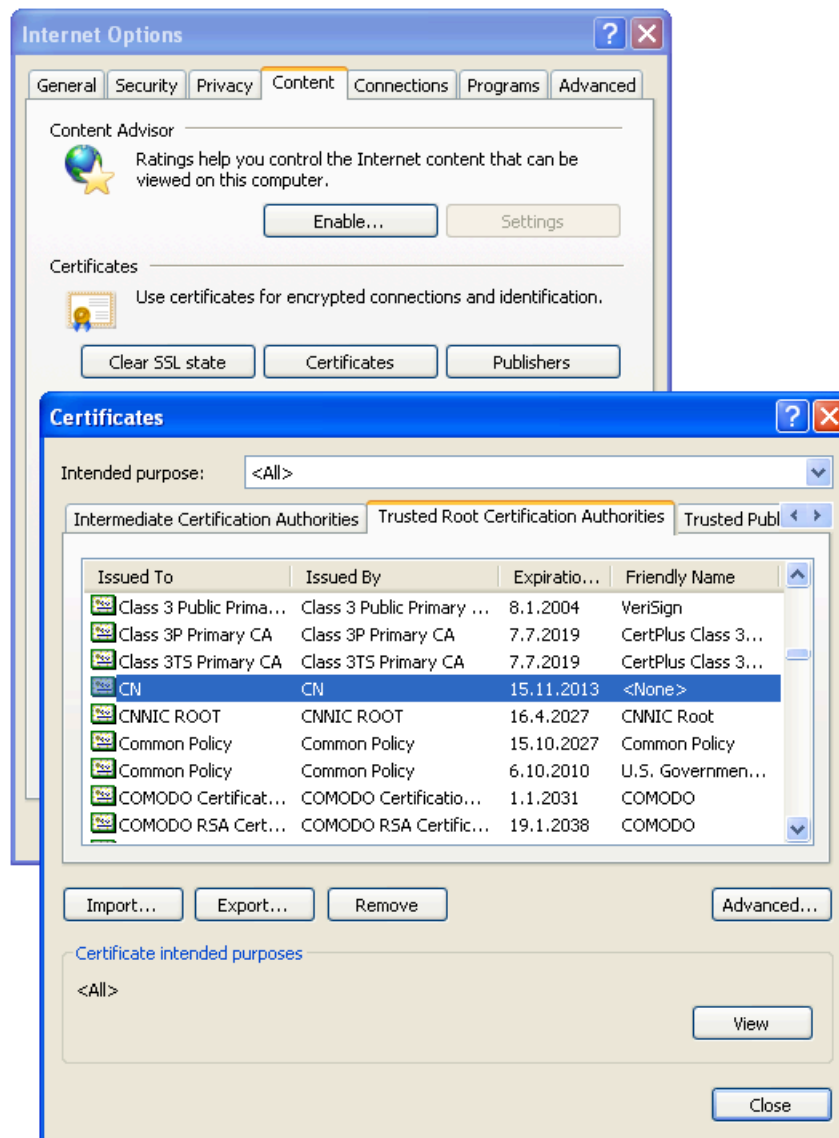 Internet Options
General Security Privacy Content Connections Programs Advanced
Content Advisor
Ratings help you control the Internet content that can be
viewed on this computer.
Enable... Settings
Certificates
Use certificates for encrypted connections and identification.
Clear SSL state Certificates Publishers
Certificates
Intended purpose: <All>
Intermediate Certification Authorities Trusted Root Certification Authorities Trusted Publ
Issued To Issued By Expiratio... Friendly Name
Class 3 Public Prima... Class 3 Public Primary ... 8.1.2004 VeriSign
Class 3P Primary CA Class 3P Primary CA 7.7.2019 CertPlus Class 3...
Class 3TS Primary CA Class 3TS Primary CA 7.7.2019 CertPlus Class 3...
CN CN 15.11.2013 <None>
CNNIC ROOT CNNIC ROOT 16.4.2027 CNNIC Root
Common Policy Common Policy 15.10.2027 Common Policy
Common Policy Common Policy 6.10.2010 U.S. Governmen...
COMODO Certificat... COMODO Certificatio... 1.1.2031 COMODO
COMODO RSA Cert... COMODO RSA Certific... 19.1.2038 COMODO
Import... Export... Remove Advanced...
Certificate intended purposes
<All>
View
Close